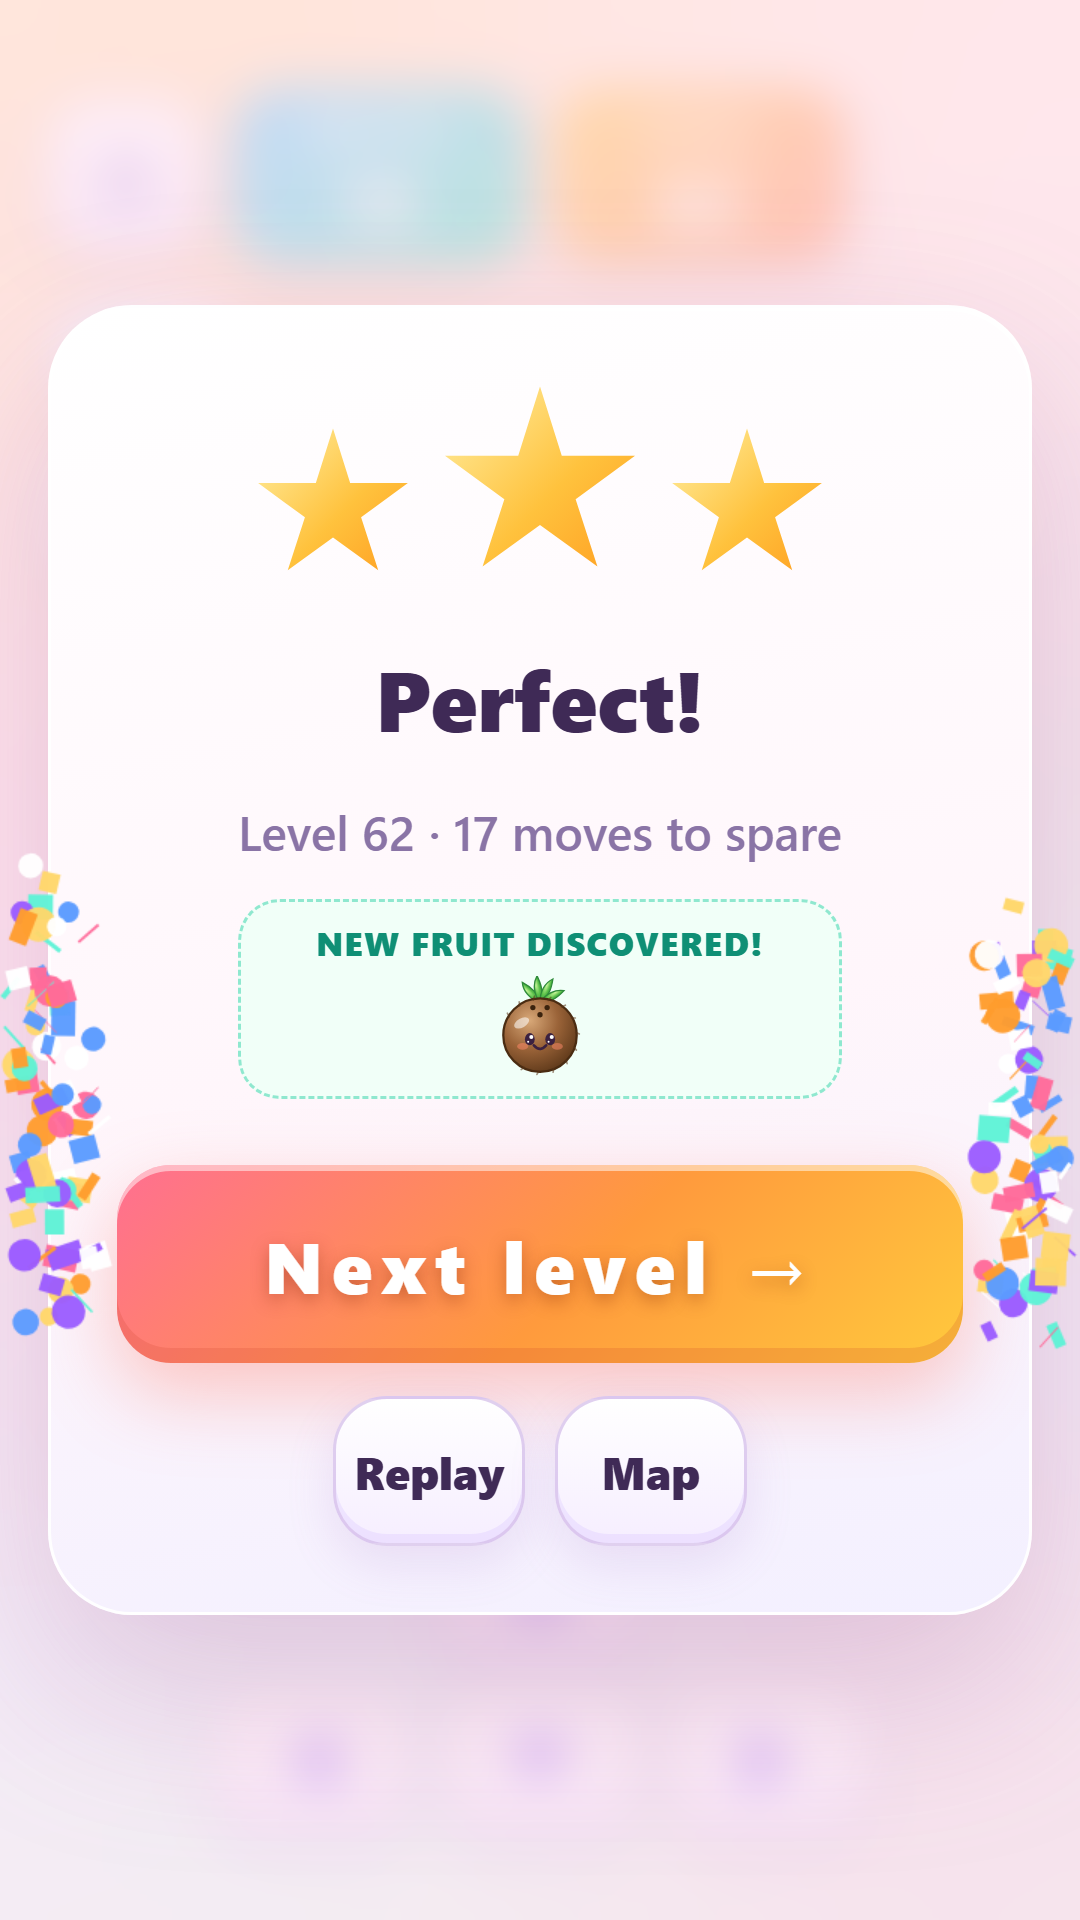 Perfect!
Level 62 · 17 moves to spare
NEW FRUIT DISCOVERED!
Next level →
Replay
Map